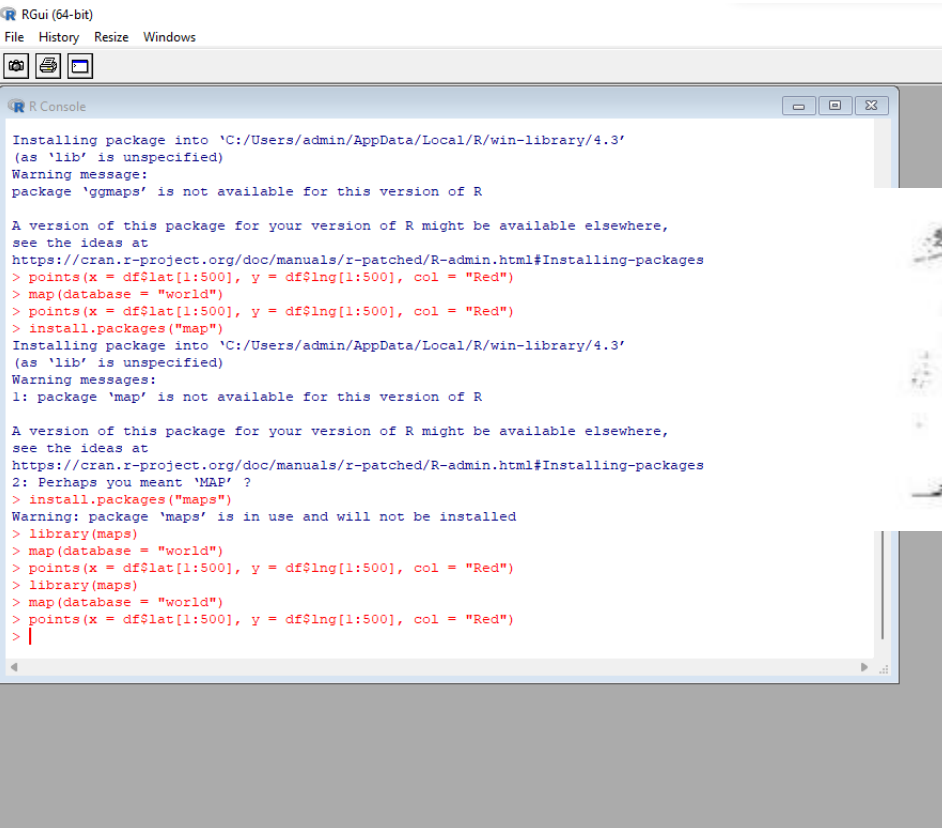 RGui (64-bit)
File History Resize Windows
R Console
Installing package into ‘C:/Users/admin/AppData/Local/R/win-library/4.3’
(as ‘lib’ is unspecified)
Warning message:
package ‘ggmaps’ is not available for this version of R
A version of this package for your version of R might be available elsewhere,
see the ideas at
https://cran.r-project.org/doc/manuals/r-patched/R-admin.html#Installing-packages
> points(x = df$lat[1:500], y = df$lng[1:500], col = "Red")
> map(database = "world")
> points(x = df$lat[1:500], y = df$lng[1:500], col = "Red")
> install.packages("map")
Installing package into ‘C:/Users/admin/AppData/Local/R/win-library/4.3’
(as ‘lib’ is unspecified)
Warning messages:
1: package ‘map’ is not available for this version of R
A version of this package for your version of R might be available elsewhere,
see the ideas at
https://cran.r-project.org/doc/manuals/r-patched/R-admin.html#Installing-packages
2: Perhaps you meant ‘MAP’ ?
> install.packages("maps")
Warning: package ‘maps’ is in use and will not be installed
> library(maps)
> map(database = "world")
> points(x = df$lat[1:500], y = df$lng[1:500], col = "Red")
> library(maps)
> map(database = "world")
> points(x = df$lat[1:500], y = df$lng[1:500], col = "Red")
>